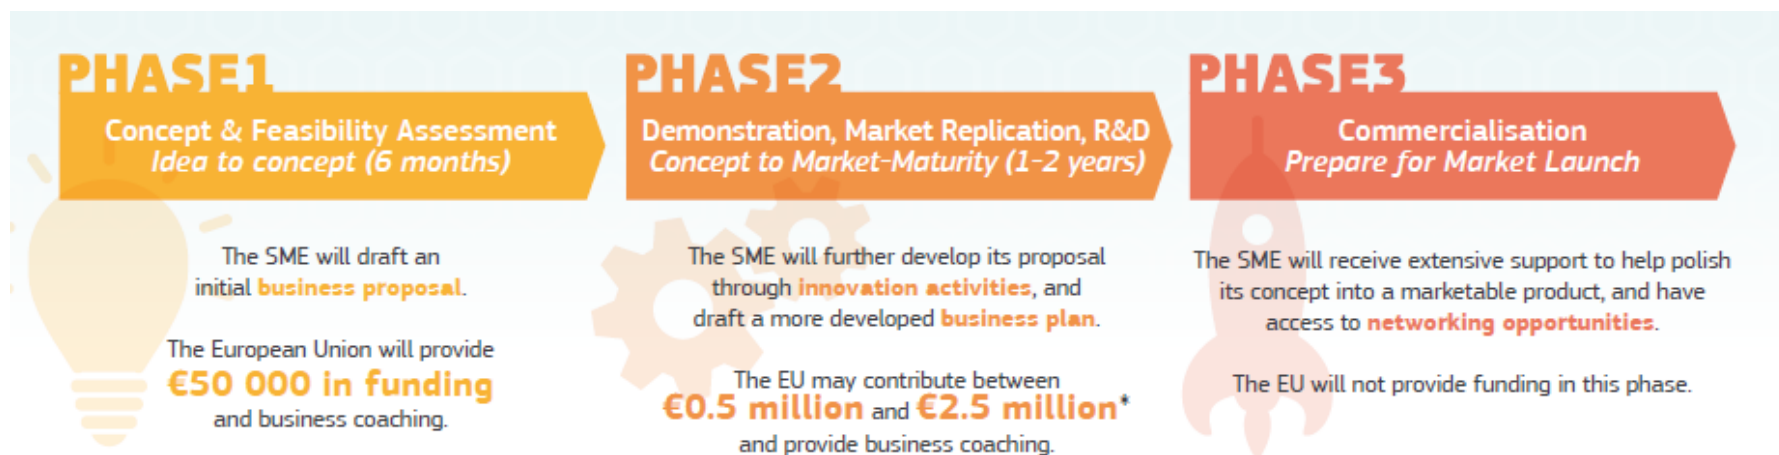 PHASE1
Concept & Feasibility Assessment
Idea to concept (6 months)
The SME will draft an
initial business proposal.
The European Union will provide
€50 000 in funding
and business coaching.
PHASE2
Demonstration, Market Replication, R&D
Concept to Market-Maturity (1-2 years)
The SME will further develop its proposal
through innovation activities, and
draft a more developed business plan.
The EU may contribute between
€0.5 million and €2.5 million*
and provide business coaching.
PHASE3
Commercialisation
Prepare for Market Launch
The SME will receive extensive support to help polish
its concept into a marketable product, and have
access to networking opportunities.
The EU will not provide funding in this phase.